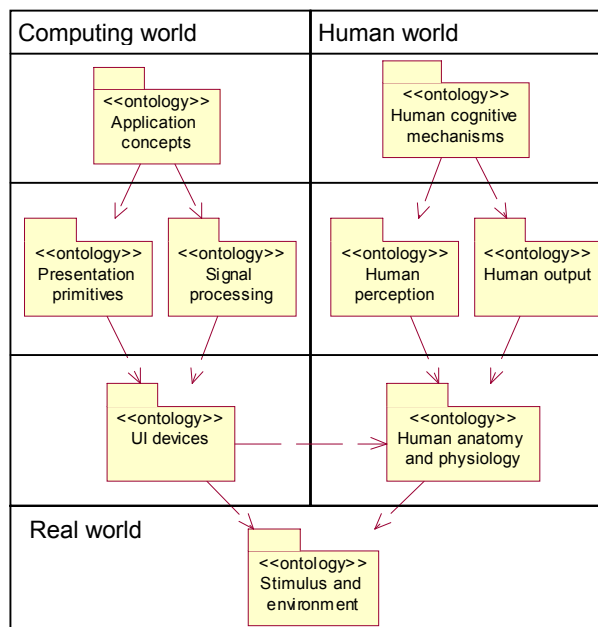 Computing world
Human world
<<ontology>>
Application
concepts
<<ontology>>
Human cognitive
mechanisms
<<ontology>>
Presentation
primitives
<<ontology>>
Signal
processing
<<ontology>>
Human
perception
<<ontology>>
Human output
<<ontology>>
UI devices
<<ontology>>
Human anatomy
and physiology
Real world
<<ontology>>
Stimulus and
environment